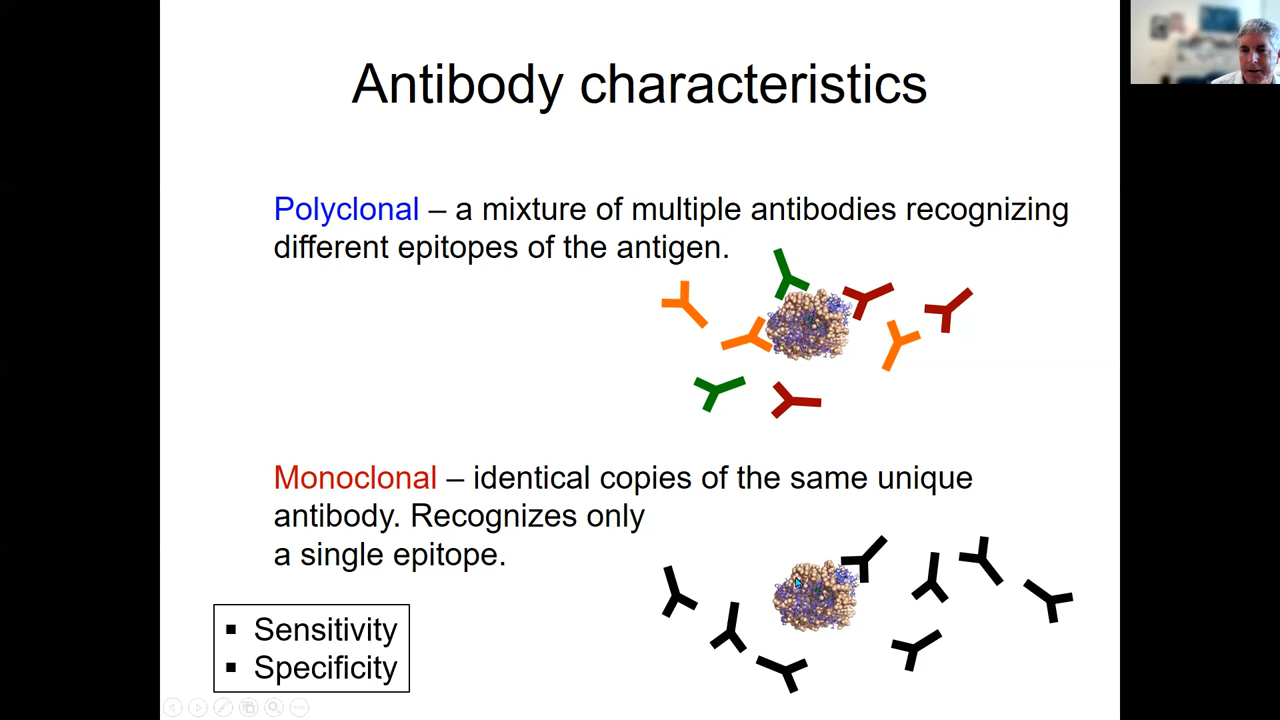 Antibody characteristics
Polyclonal – a mixture of multiple antibodies recognizing
different epitopes of the antigen.
Monoclonal – identical copies of the same unique
antibody. Recognizes only
a single epitope.
▪ Sensitivity
▪ Specificity